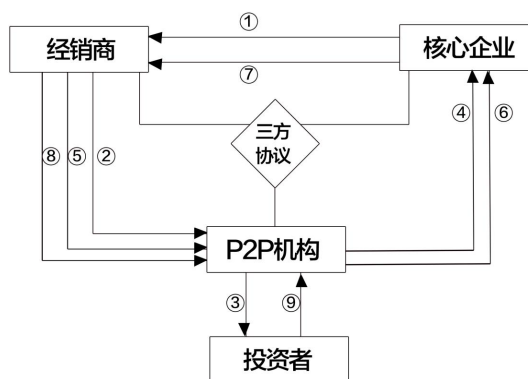 ①
经销商
核心企业
⑦
三方
协议
④
⑥
⑧
⑤
②
P2P机构
③
⑨
投资者